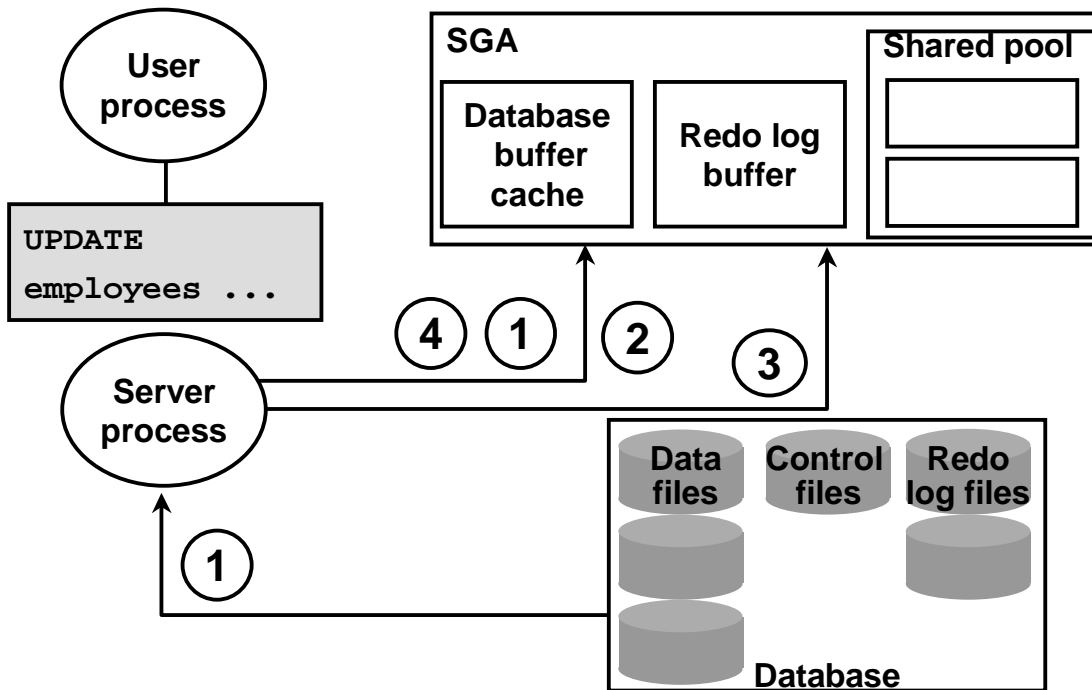 User
process
UPDATE
employees ...
SGA
Database
buffer
cache
Redo log
buffer
Shared pool
4
1
2
3
Server
process
1
Data
files
Control
files
Redo
log files
Database